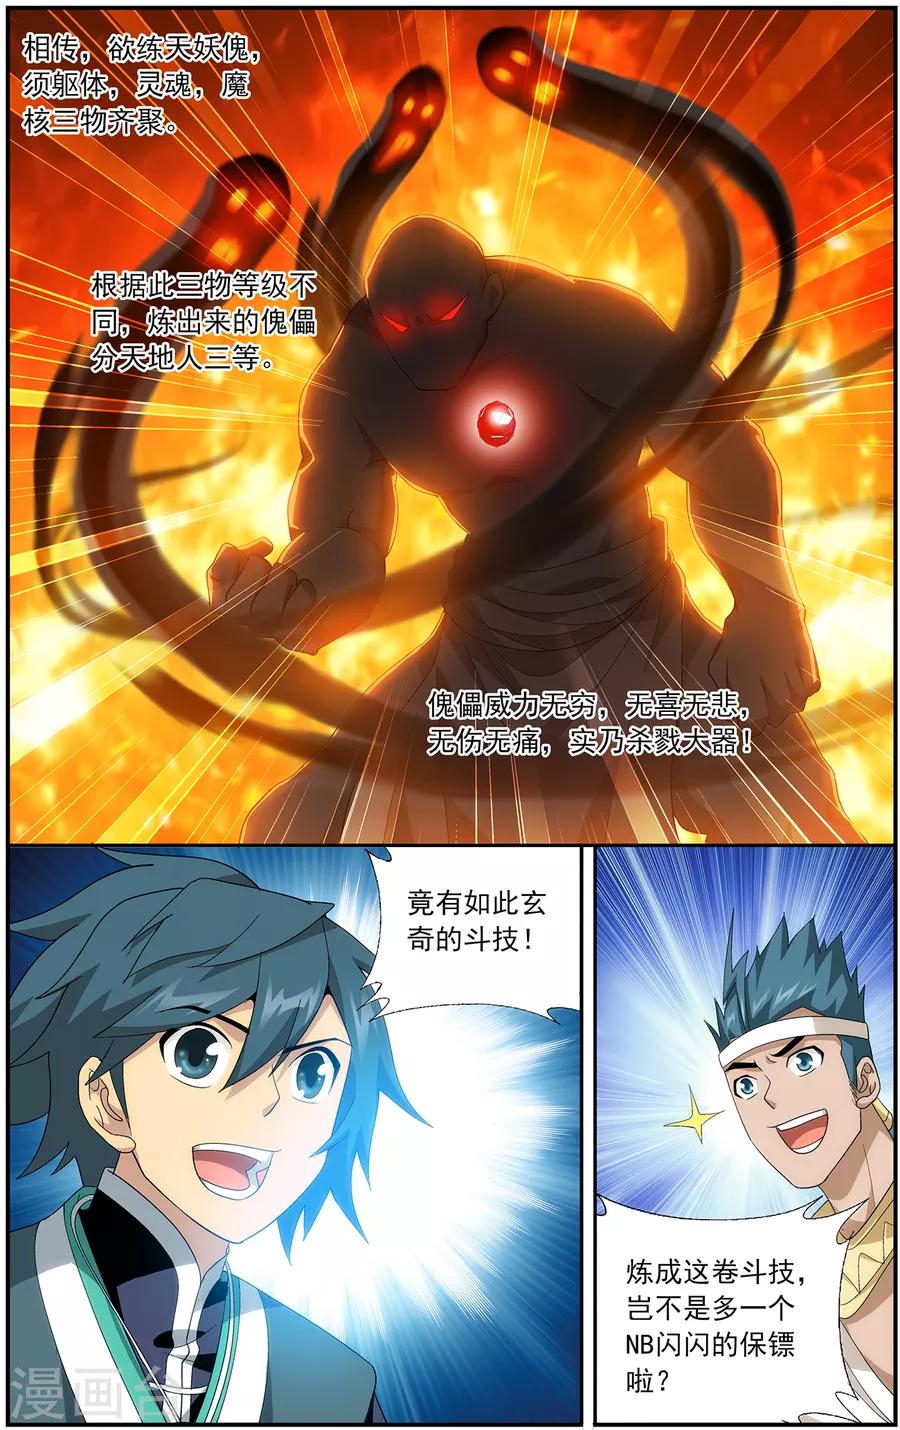 相传，欲练天妖傀，
须躯体，灵魂，魔
核三物齐聚。
根据此三物等级不
同，炼出来的傀儡
分天地人三等。
傀儡威力无穷，无喜无悲，
无伤无痛，实乃杀戮大器！
竟有如此玄
奇的斗技！
炼成这卷斗技，
岂不是多一个
NB闪闪的保镖
啦？
漫画台